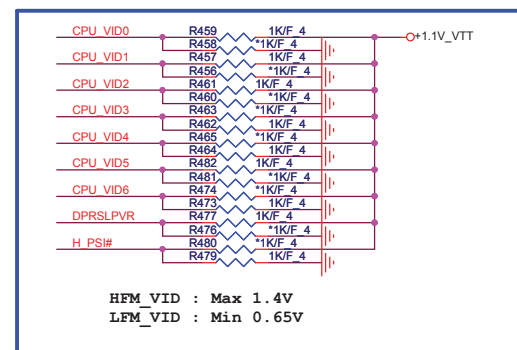 CPU_VID0 R459 1K/F_4 +1.1V_VTT
R458 *1K/F_4
CPU_VID1 R457 1K/F_4
R456 *1K/F_4
CPU_VID2 R461 1K/F_4
R460 *1K/F_4
CPU_VID3 R463 1K/F_4
R462 1K/F_4
CPU_VID4 R465 *1K/F_4
R464 1K/F_4
CPU_VID5 R482 1K/F_4
R481 *1K/F_4
CPU_VID6 R474 *1K/F_4
R473 1K/F_4
DPRSLPVR R477 1K/F_4
R476 *1K/F_4
H_PSI# R480 *1K/F_4
R479 1K/F_4
HFM_VID : Max 1.4V
LFM_VID : Min 0.65V